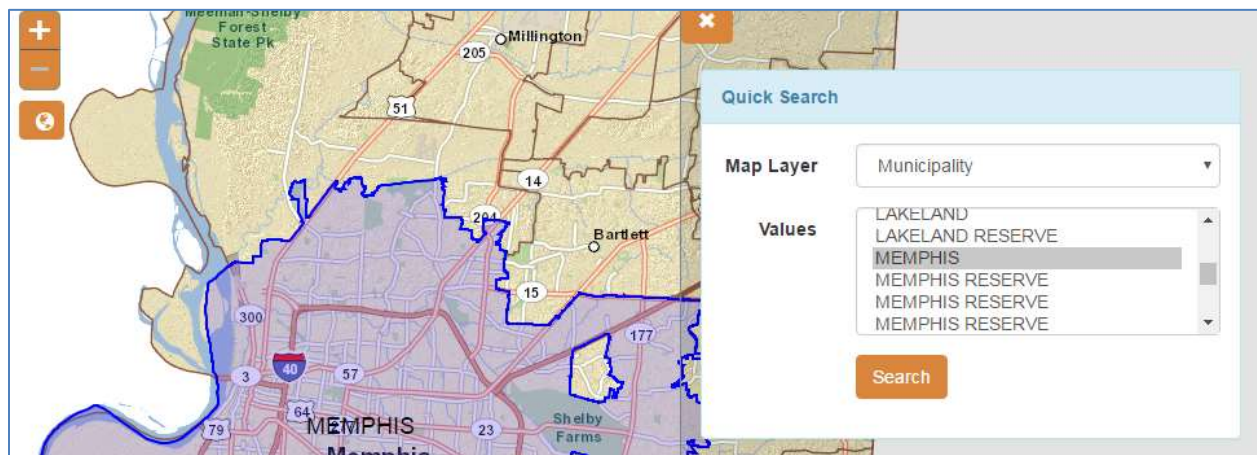 Meeman-Shelby
Forest
State Pk
Millington
205
51
14
204
Bartlett
15
300
177
40
3
57
64
79
MEMPHIS
23
Shelby
Farms
Memphis
+
−
✖
Quick Search
Map Layer
Municipality
Values
LAKELAND
LAKELAND RESERVE
MEMPHIS
MEMPHIS RESERVE
MEMPHIS RESERVE
MEMPHIS RESERVE
Search